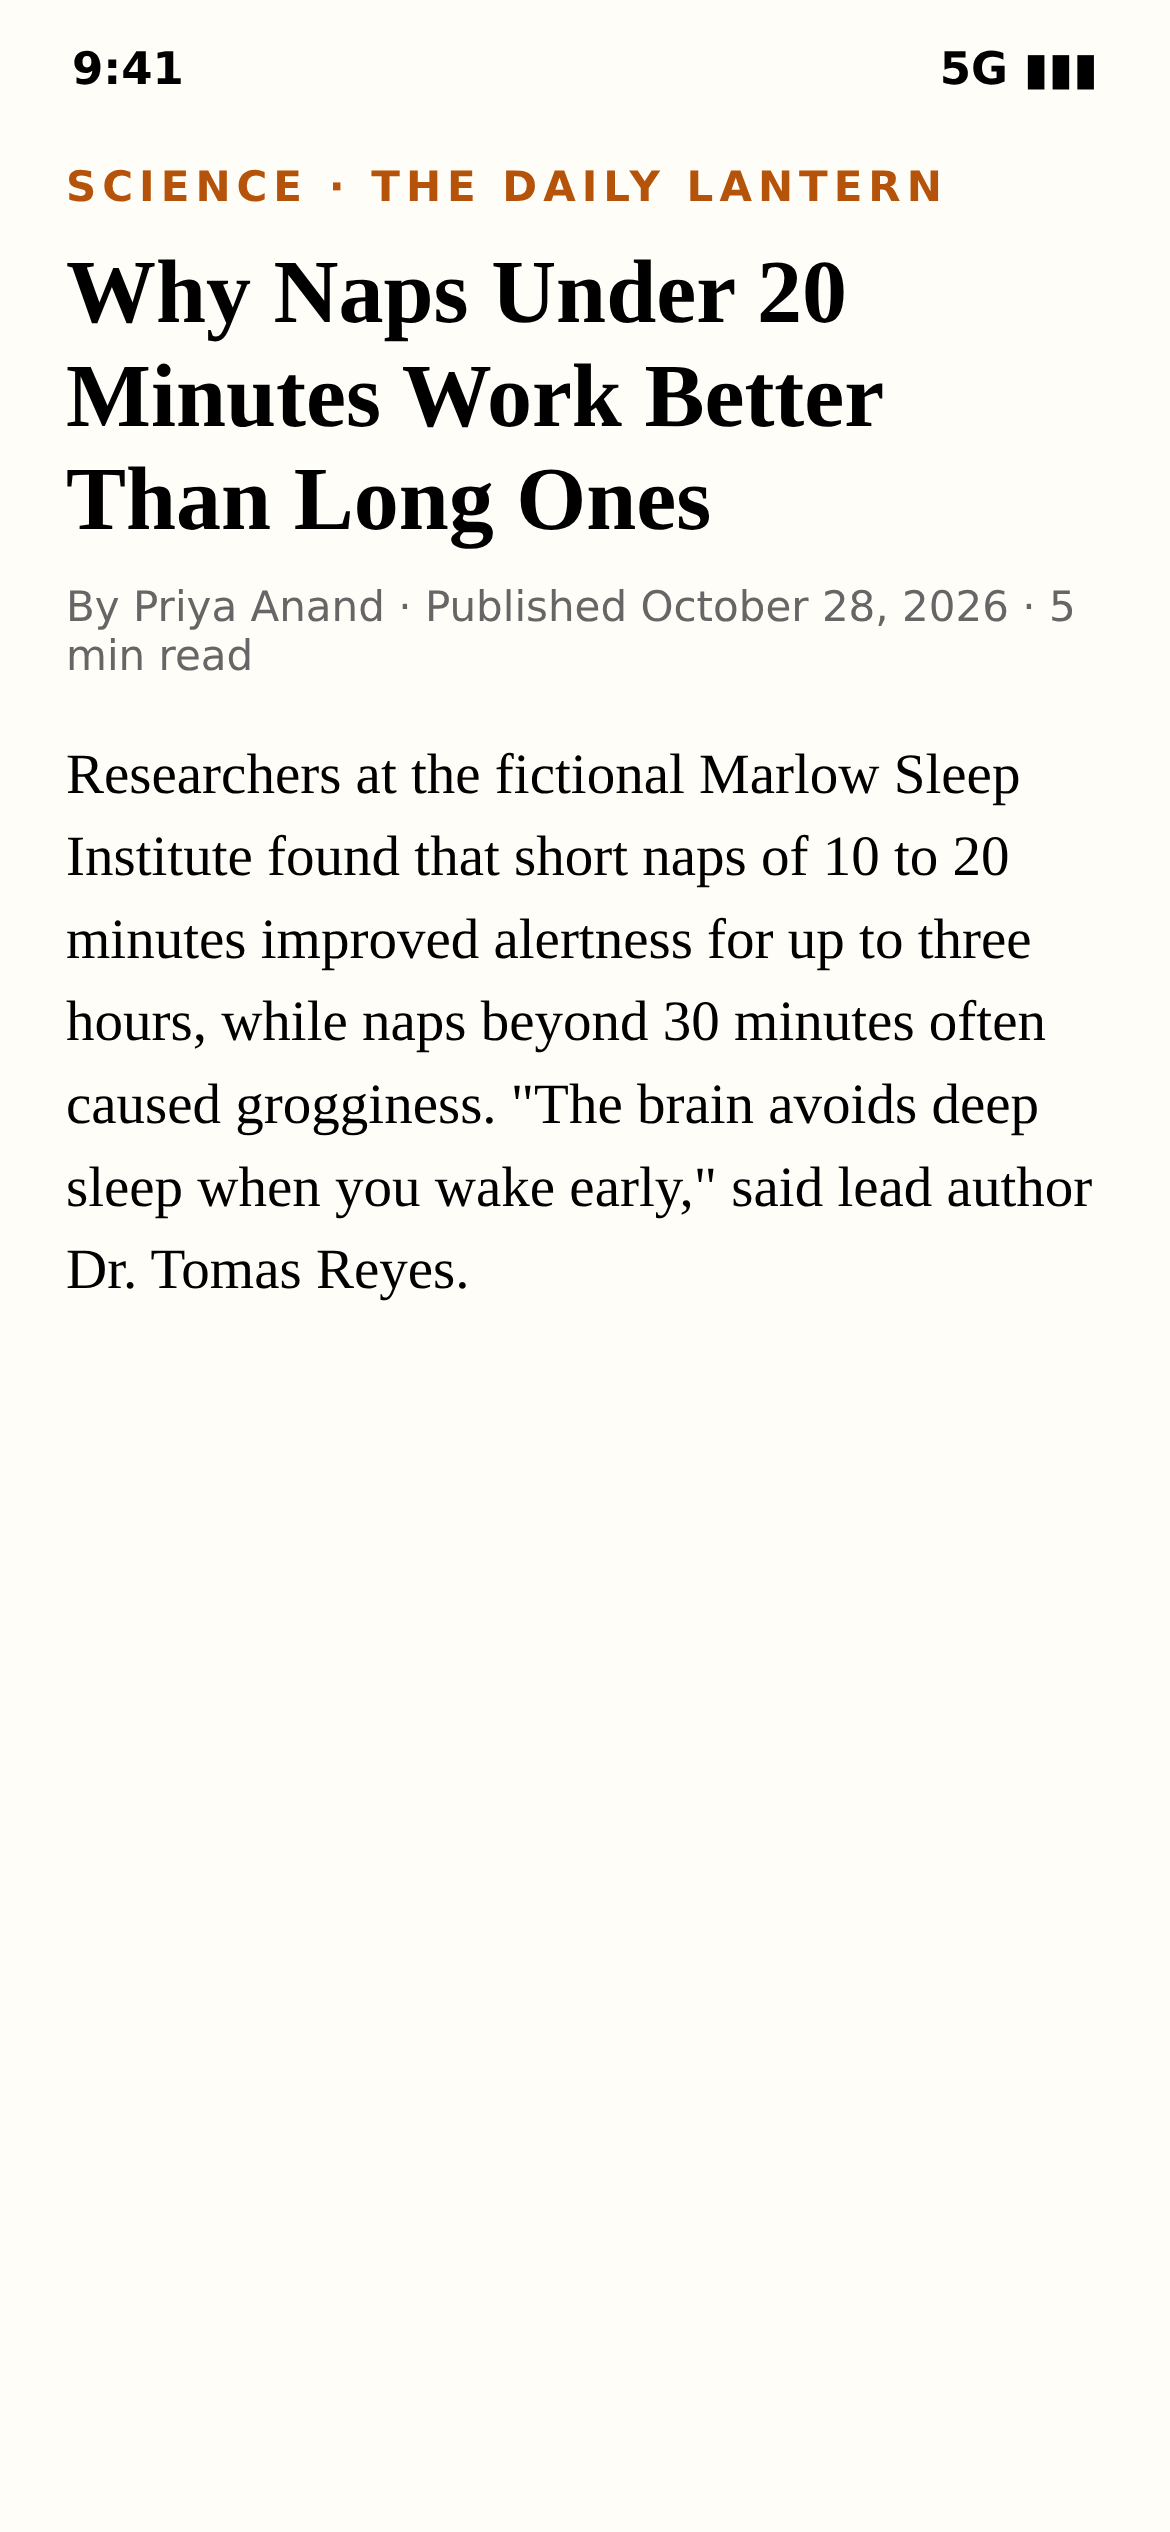 9:41
5G ▮▮▮
SCIENCE · THE DAILY LANTERN
Why Naps Under 20
Minutes Work Better
Than Long Ones
By Priya Anand · Published October 28, 2026 · 5
min read
Researchers at the fictional Marlow Sleep
Institute found that short naps of 10 to 20
minutes improved alertness for up to three
hours, while naps beyond 30 minutes often
caused grogginess. "The brain avoids deep
sleep when you wake early," said lead author
Dr. Tomas Reyes.